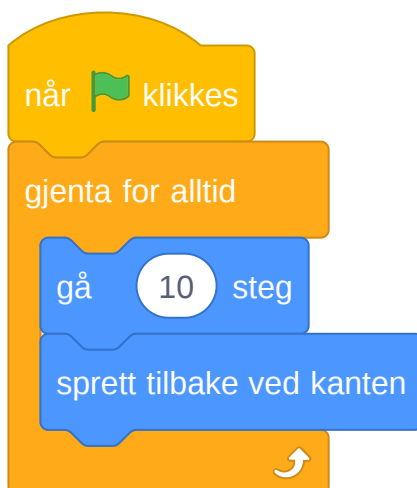 når klikkes
gjenta for alltid
gå 10 steg
sprett tilbake ved kanten